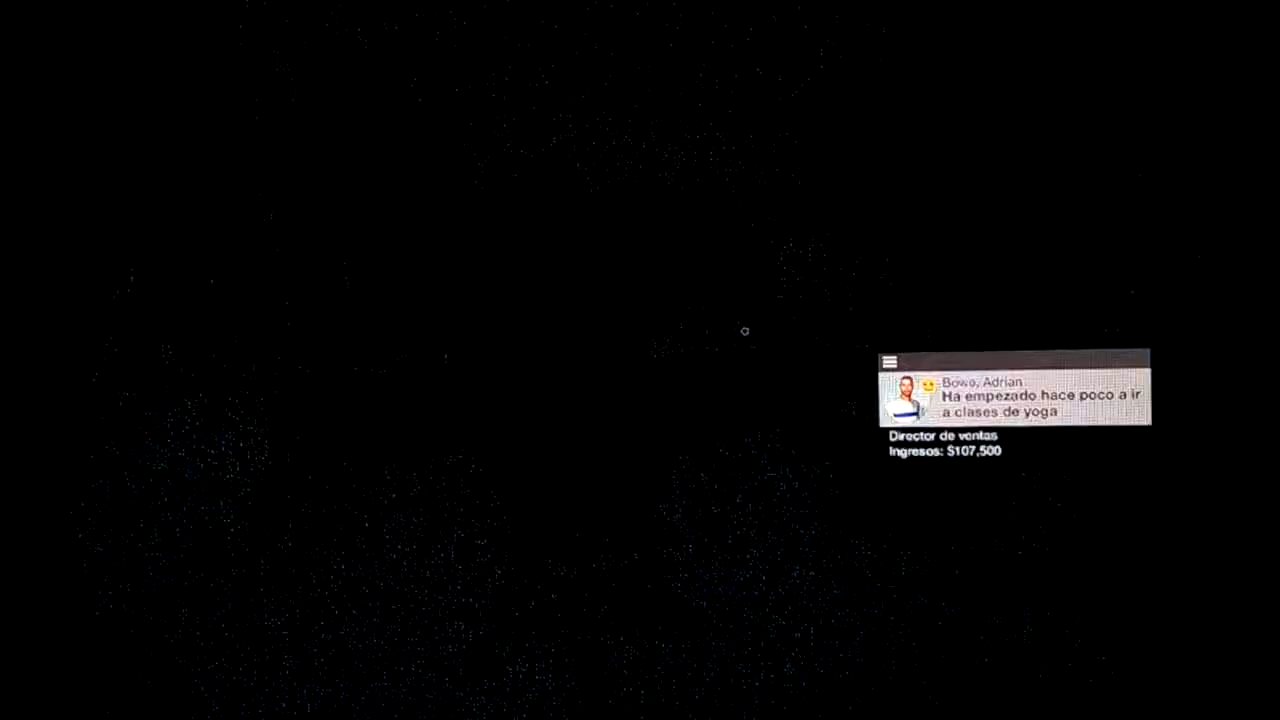 Bowo, Adrian
Ha empezado hace poco a ir
a clases de yoga
Director de ventas
Ingresos: $107,500